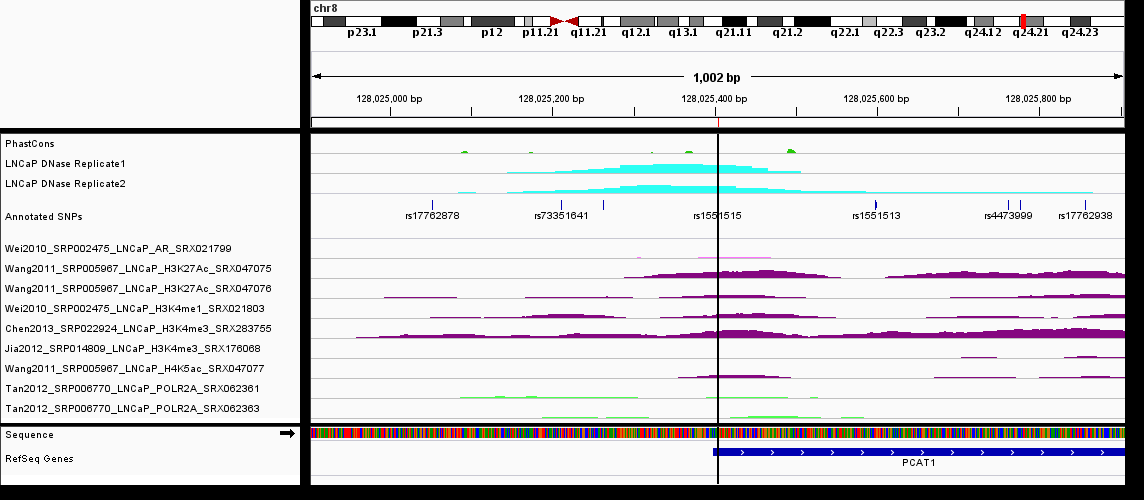 chr8
p23.1 p21.3 p12 p11.21 q11.21 q12.1 q13.1 q21.11 q21.2 q22.1 q22.3 q23.2 q24.12 q24.21 q24.23
1,002 bp
128,025,000 bp 128,025,200 bp 128,025,400 bp 128,025,600 bp 128,025,800 bp
PhastCons
LNCaP DNase Replicate1
LNCaP DNase Replicate2
Annotated SNPs
rs17762878 rs73351641 rs1551515 rs1551513 rs4473999 rs17762938
Wei2010_SRP002475_LNCaP_AR_SRX021799
Wang2011_SRP005967_LNCaP_H3K27Ac_SRX047075
Wang2011_SRP005967_LNCaP_H3K27Ac_SRX047076
Wei2010_SRP002475_LNCaP_H3K4me1_SRX021803
Chen2013_SRP022924_LNCaP_H3K4me3_SRX283755
Jia2012_SRP014809_LNCaP_H3K4me3_SRX176068
Wang2011_SRP005967_LNCaP_H4K5ac_SRX047077
Tan2012_SRP006770_LNCaP_POLR2A_SRX062361
Tan2012_SRP006770_LNCaP_POLR2A_SRX062363
Sequence
RefSeq Genes
PCAT1